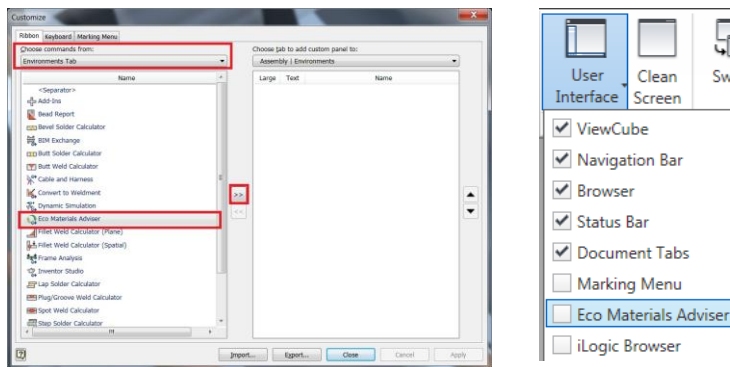 Customize
Ribbon Keyboard Marking Menu
Choose commands from:
Environments Tab
Name
<Separator>
Add-Ins
Bead Report
Bevel Solder Calculator
BIM Exchange
Butt Solder Calculator
Butt Weld Calculator
Cable and Harness
Convert to Weldment
Dynamic Simulation
Eco Materials Adviser
Fillet Weld Calculator (Plane)
Fillet Weld Calculator (Spatial)
Frame Analysis
Inventor Studio
Lap Solder Calculator
Plug/Groove Weld Calculator
Spot Weld Calculator
Step Solder Calculator
>>
<<
Choose tab to add custom panel to:
Assembly | Environments
Large Text Name
Import... Export... Close Cancel Apply
User Interface
Clean Screen
Sw
ViewCube
Navigation Bar
Browser
Status Bar
Document Tabs
Marking Menu
Eco Materials Adviser
iLogic Browser